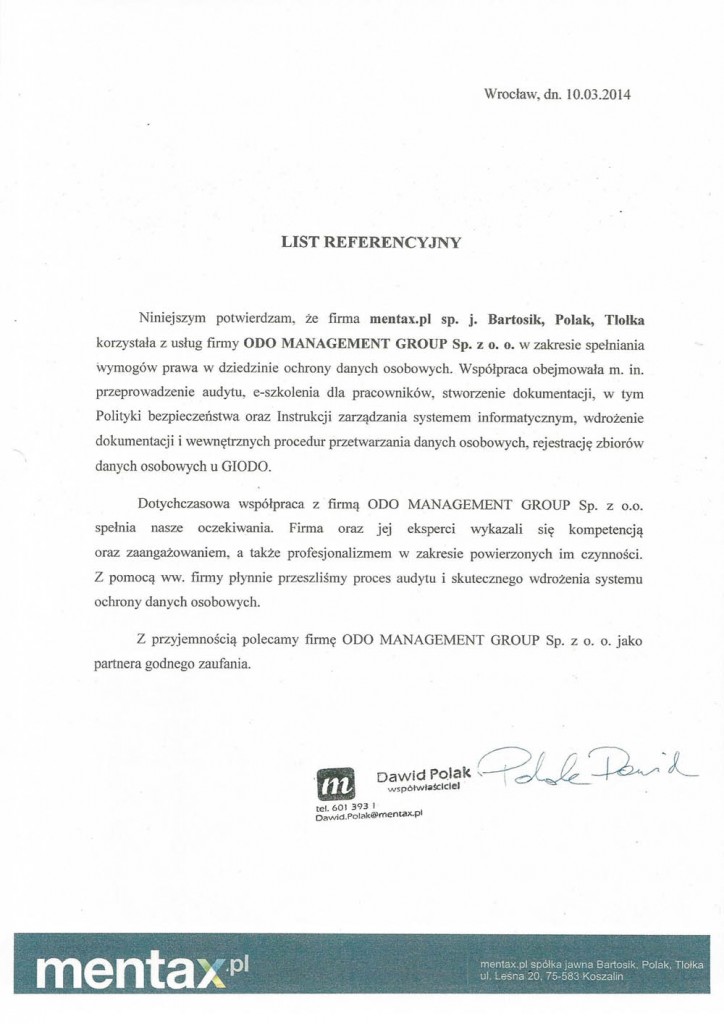 Wrocław, dn. 10.03.2014
LIST REFERENCYJNY
Niniejszym potwierdzam, że firma mentax.pl sp. j. Bartosik, Polak, Tlołka
korzystała z usług firmy ODO MANAGEMENT GROUP Sp. z o. o. w zakresie spełniania
wymogów prawa w dziedzinie ochrony danych osobowych. Współpraca obejmowała m. in.
przeprowadzenie audytu, e-szkolenia dla pracowników, stworzenie dokumentacji, w tym
Polityki bezpieczeństwa oraz Instrukcji zarządzania systemem informatycznym, wdrożenie
dokumentacji i wewnętrznych procedur przetwarzania danych osobowych, rejestrację zbiorów
danych osobowych u GIODO.
Dotychczasowa współpraca z firmą ODO MANAGEMENT GROUP Sp. z o.o.
spełnia nasze oczekiwania. Firma oraz jej eksperci wykazali się kompetencją
oraz zaangażowaniem, a także profesjonalizmem w zakresie powierzonych im czynności.
Z pomocą ww. firmy płynnie przeszliśmy proces audytu i skutecznego wdrożenia systemu
ochrony danych osobowych.
Z przyjemnością polecamy firmę ODO MANAGEMENT GROUP Sp. z o. o. jako
partnera godnego zaufania.
m
Dawid Polak
współwłaściciel
Polak Dawid
tel. 601 393 1
Dawid.Polak@mentax.pl
mentax.pl
mentax.pl spółka jawna Bartosik, Polak, Tlołka
ul. Leśna 20, 75-583 Koszalin